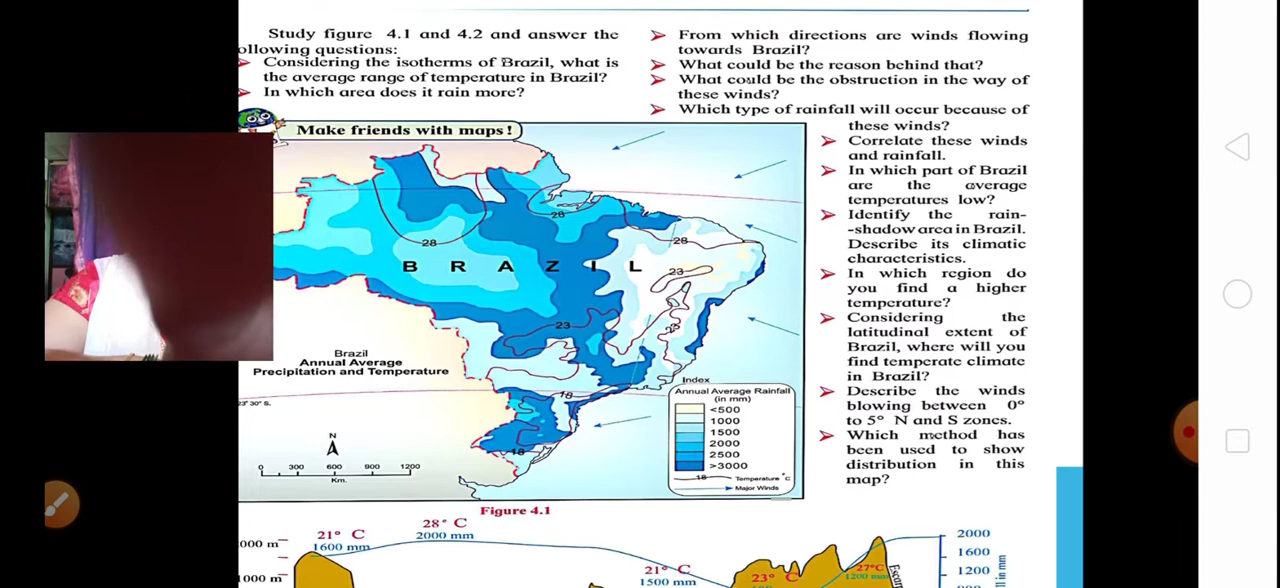 Study figure 4.1 and 4.2 and answer the
ollowing questions:
➤ Considering the isotherms of Brazil, what is
the average range of temperature in Brazil?
➤ In which area does it rain more?
➤ From which directions are winds flowing
towards Brazil?
➤ What could be the reason behind that?
➤ What could be the obstruction in the way of
these winds?
➤ Which type of rainfall will occur because of
these winds?
➤ Correlate these winds
and rainfall.
➤ In which part of Brazil
are the average
temperatures low?
➤ Identify the rain-
-shadow area in Brazil.
Describe its climatic
characteristics.
➤ In which region do
you find a higher
temperature?
➤ Considering the
latitudinal extent of
Brazil, where will you
find temperate climate
in Brazil?
➤ Describe the winds
blowing between 0°
to 5° N and S zones.
➤ Which method has
been used to show
distribution in this
map?
Make friends with maps!
28
28
28
BRAZIL
23
23
23
Brazil
Annual Average
Precipitation and Temperature
18
23° 30' S.
18
N
0 300 600 900 1200
Km.
Index
Annual Average Rainfall
(in mm)
<500
1000
1500
2000
2500
>3000
18 Temperature °C
Major Winds
Figure 4.1
21° C
1600 mm
28° C
2000 mm
21° C
1500 mm
23° C
27°C
1200 mm
000 m
1000 m
2000
1600
1200